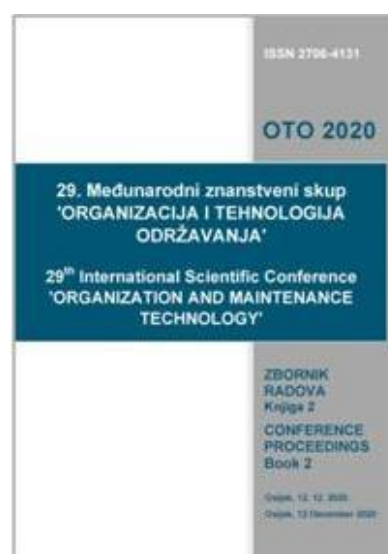 ISSN 2706-4131
OTO 2020
29. Međunarodni znanstveni skup
'ORGANIZACIJA I TEHNOLOGIJA
ODRŽAVANJA'
29th International Scientific Conference
'ORGANIZATION AND MAINTENANCE
TECHNOLOGY'
ZBORNIK
RADOVA
Knjiga 2
CONFERENCE
PROCEEDINGS
Book 2
Osijek, 12. 12. 2020
Osijek, 12 December 2020